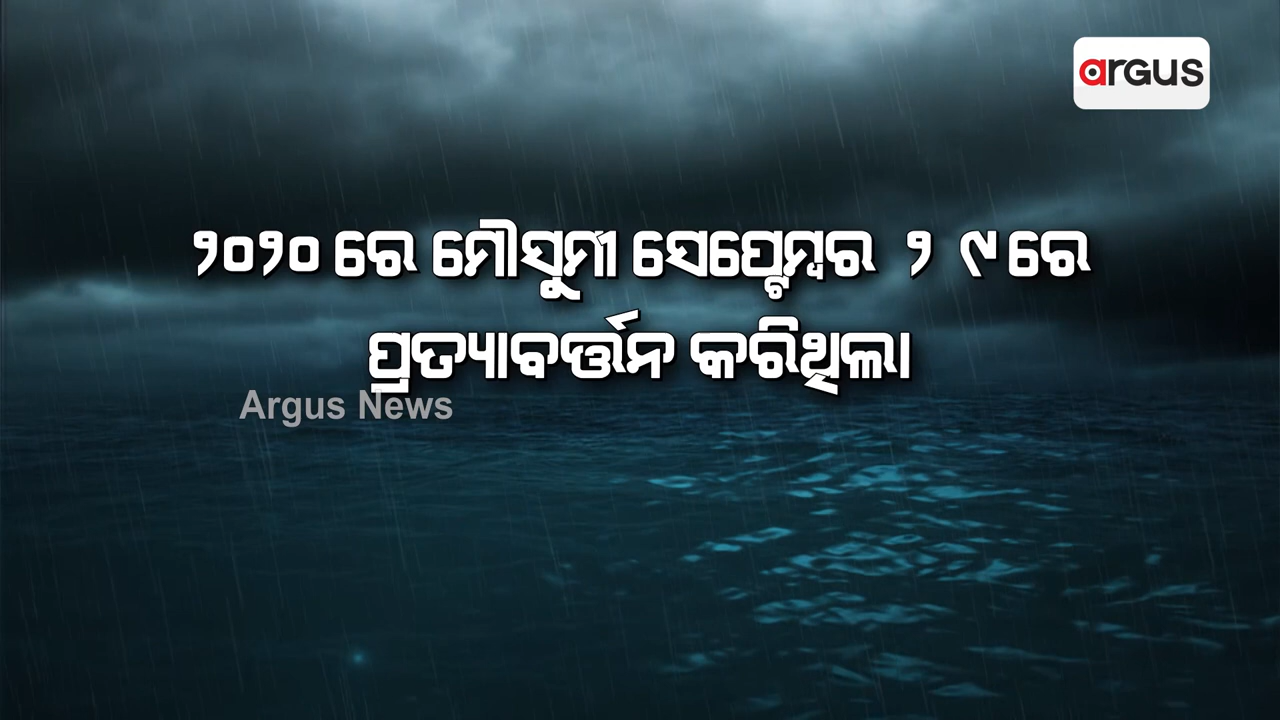 argus
୨୦୨୦ ରେ ମୌସୁମୀ ସେପ୍ଟେମ୍ବର ୨ ୯ ରେ
ପ୍ରତ୍ୟାବର୍ତ୍ତନ କରିଥିଲା
Argus News